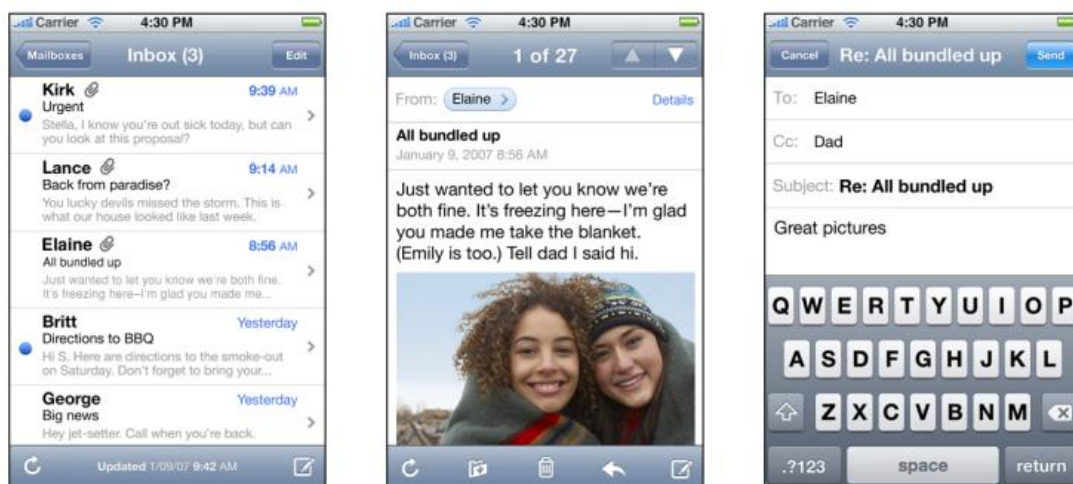 Carrier 4:30 PM
Mailboxes Inbox (3) Edit
Kirk 9:39 AM
Urgent
Stella, I know you're out sick today, but can
you look at this proposal?
Lance 9:14 AM
Back from paradise?
You lucky devils missed the storm. This is
what our house looked like last week.
Elaine 8:56 AM
All bundled up
Just wanted to let you know we're both fine.
It's freezing here—I'm glad you made me...
Britt Yesterday
Directions to BBQ
Hi S. Here are directions to the smoke-out
on Saturday. Don't forget to bring your...
George Yesterday
Big news
Hey jet-setter. Call when you're back.
Updated 1/09/07 9:42 AM
Carrier 4:30 PM
Inbox (3) 1 of 27
From: Elaine Details
All bundled up
January 9, 2007 8:56 AM
Just wanted to let you know we're
both fine. It's freezing here—I'm glad
you made me take the blanket.
(Emily is too.) Tell dad I said hi.
Carrier 4:30 PM
Cancel Re: All bundled up Send
To: Elaine
Cc: Dad
Subject: Re: All bundled up
Great pictures
Q W E R T Y U I O P
A S D F G H J K L
Z X C V B N M
.?123 space return